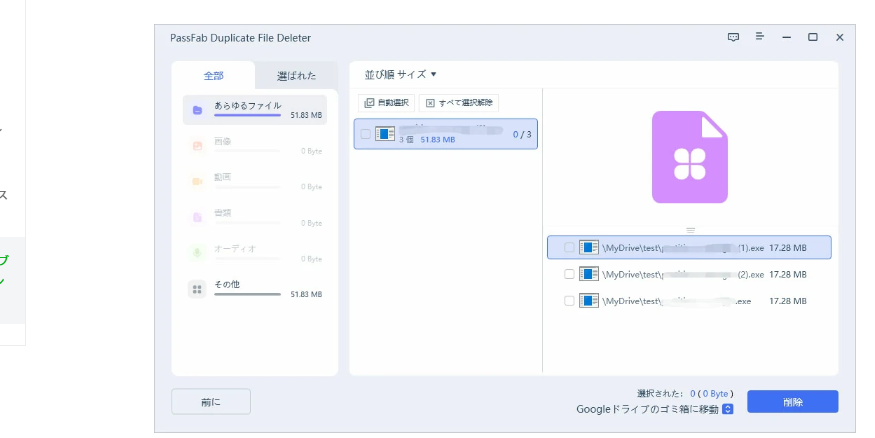 PassFab Duplicate File Deleter
全部
選ばれた
あらゆるファイル
51.83 MB
画像
0 Byte
動画
0 Byte
書類
0 Byte
オーディオ
0 Byte
その他
51.83 MB
並び順 サイズ ▼
自動選択
すべて選択解除
0 / 3
3 個 51.83 MB
\MyDrive\test\ (1).exe 17.28 MB
\MyDrive\test\ (2).exe 17.28 MB
\MyDrive\test\ .exe 17.28 MB
ス
前に
選択された: 0 ( 0 Byte )
Googleドライブのゴミ箱に移動
削除